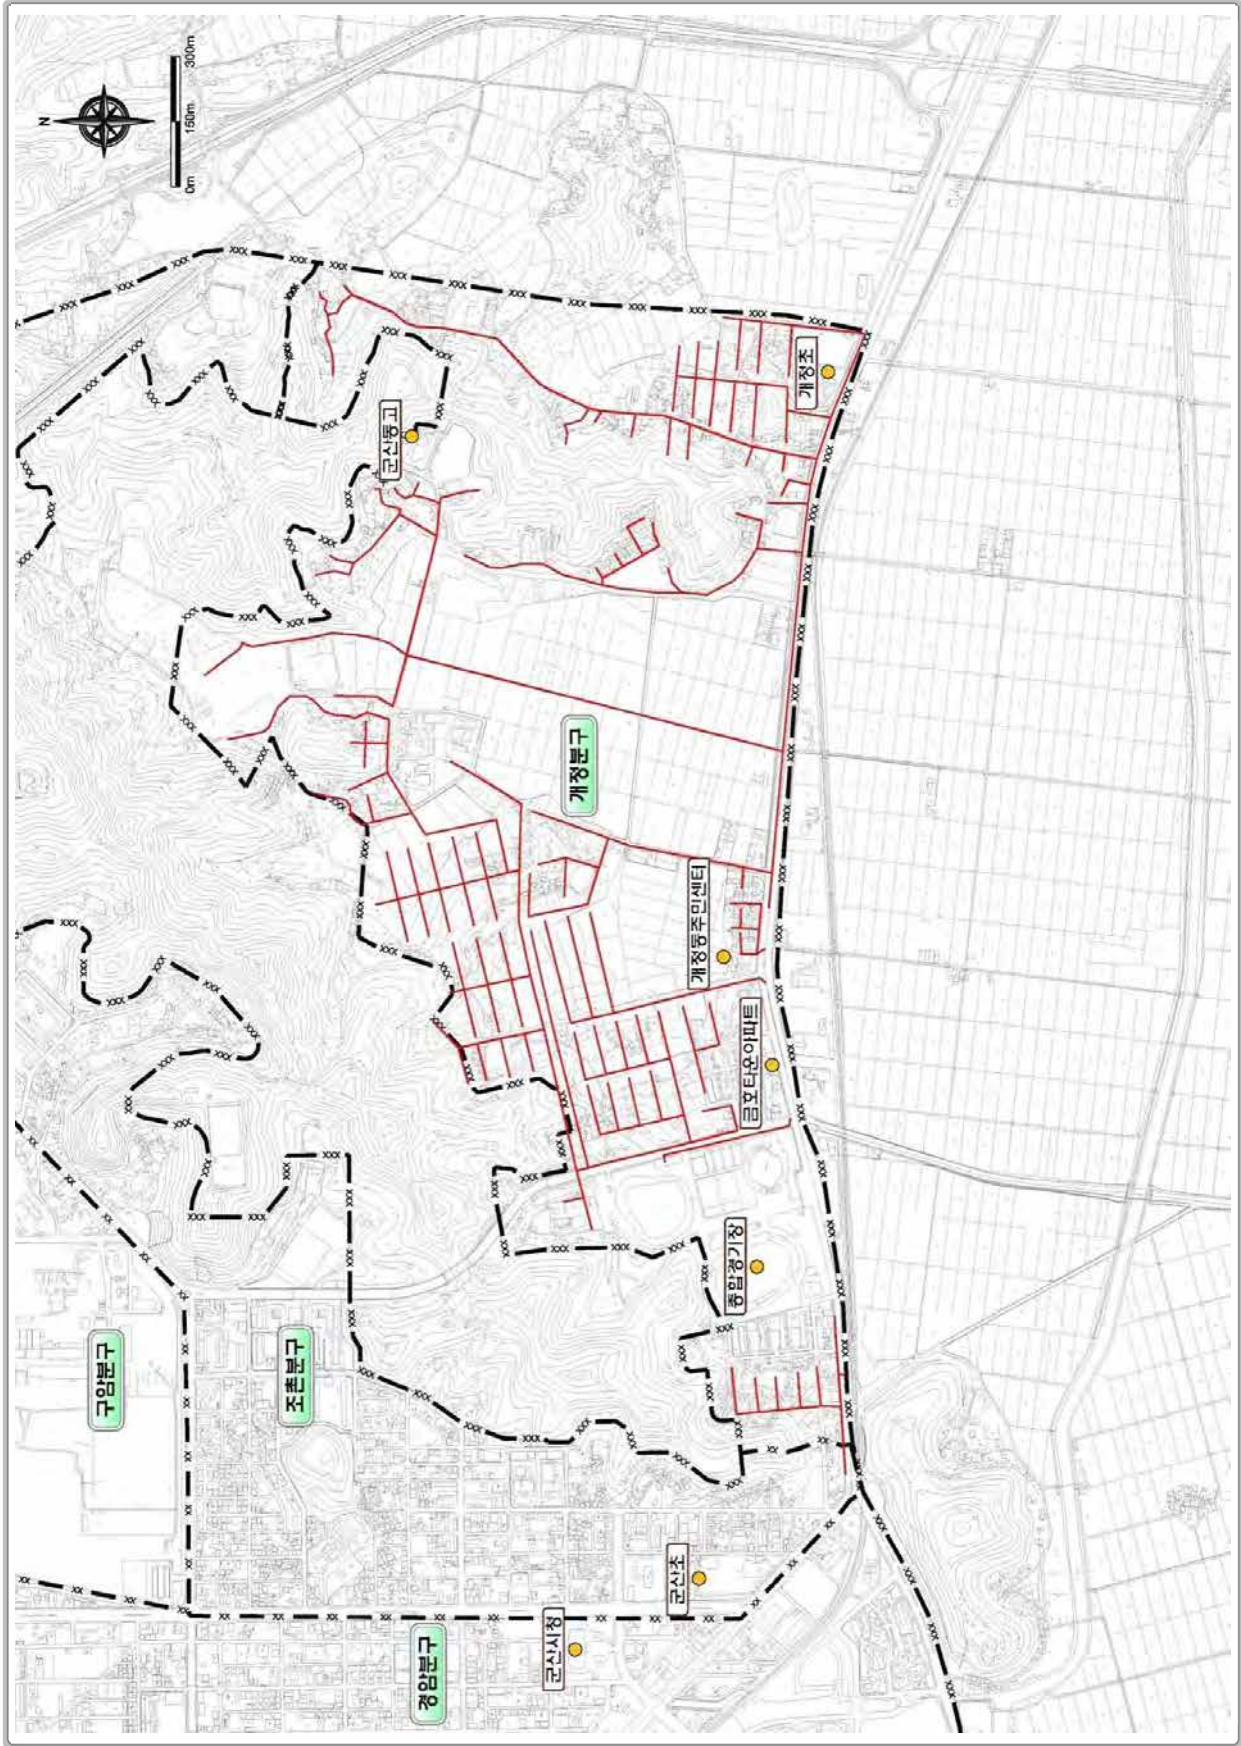 N
구암분구
0m 150m 300m
조촌분구
군산동고
경암분구
군산시청
개정분구
군산초
개정동주민센터
종합경기장
금호타운아파트
개정초